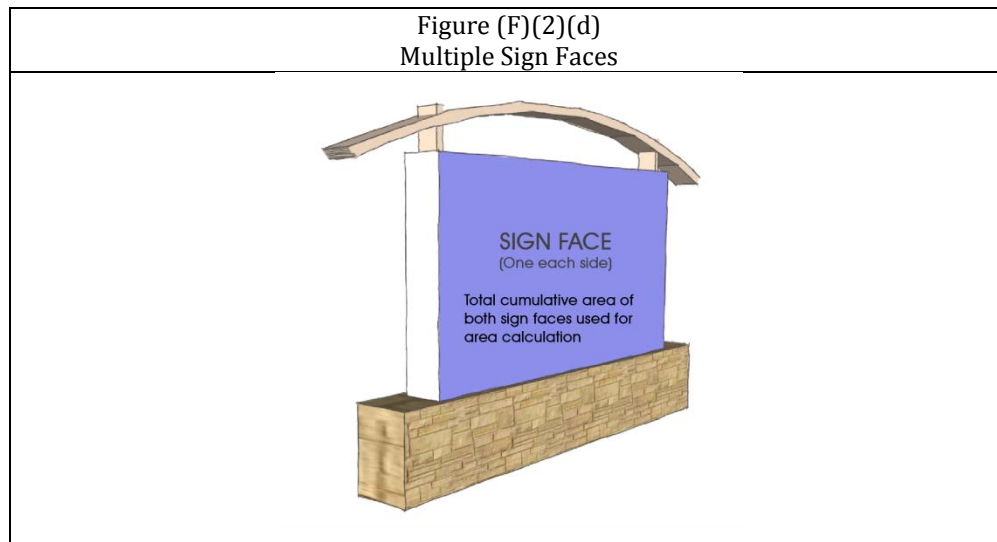 Figure (F)(2)(d)
Multiple Sign Faces
SIGN FACE
(One each side)
Total cumulative area of
both sign faces used for
area calculation